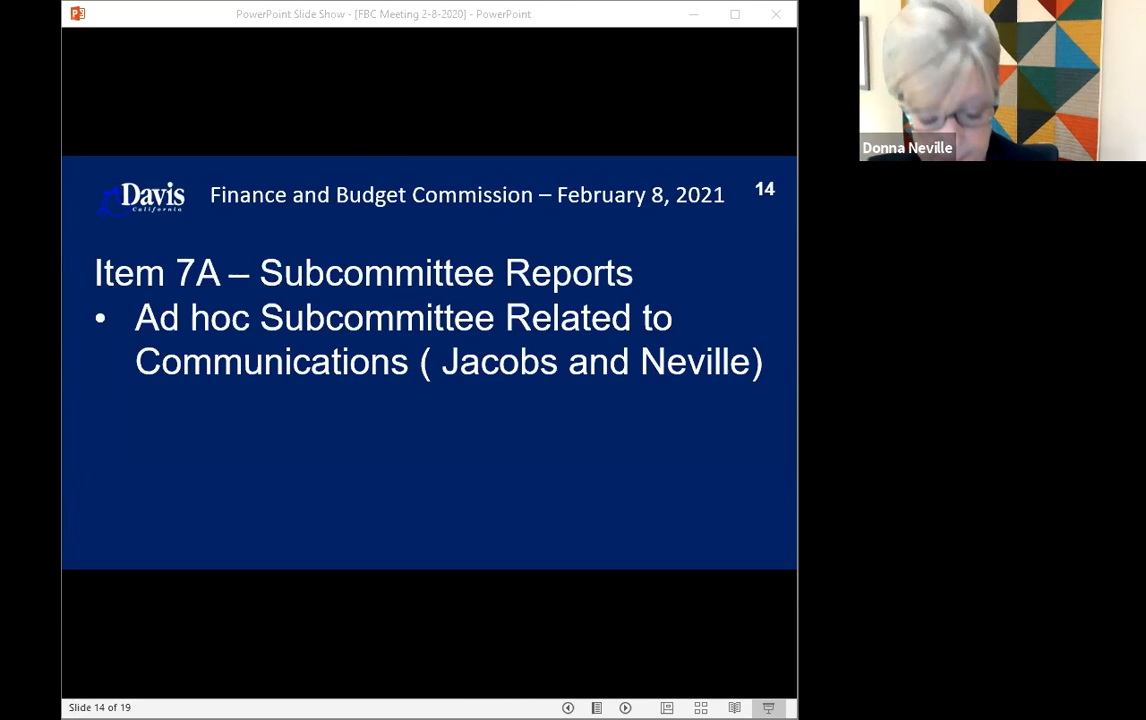 PowerPoint Slide Show - [FBC Meeting 2-8-2020] - PowerPoint
Donna Neville
Davis
California
Finance and Budget Commission – February 8, 2021
14
Item 7A – Subcommittee Reports
• Ad hoc Subcommittee Related to
Communications ( Jacobs and Neville)
Slide 14 of 19